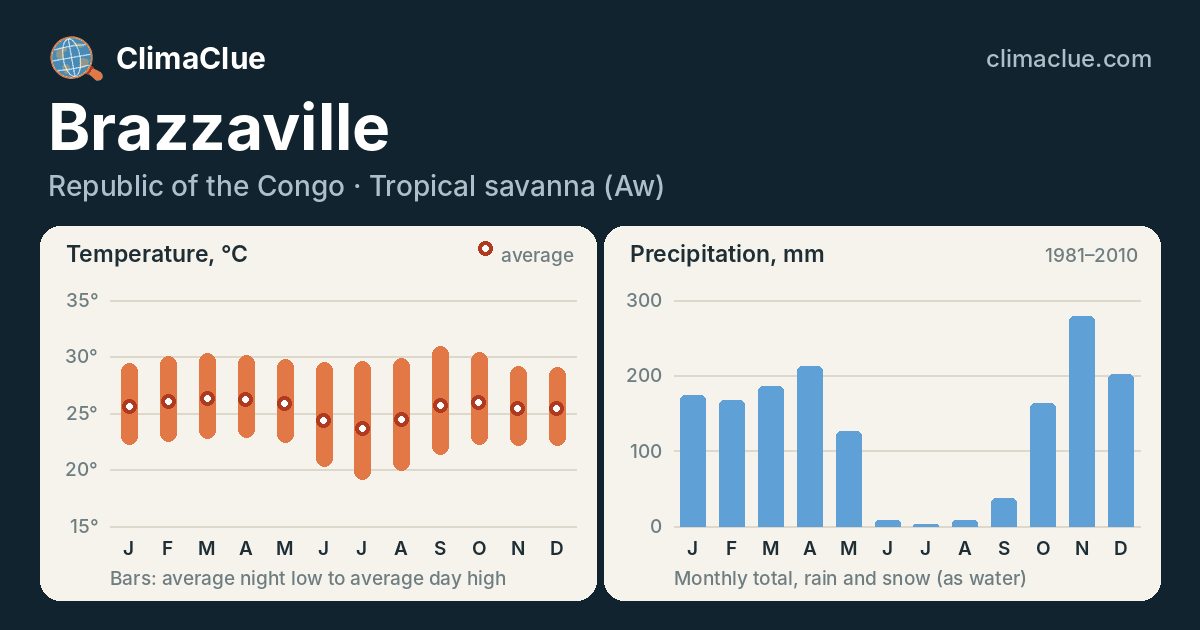 ClimaClue
climaclue.com
Brazzaville
Republic of the Congo · Tropical savanna (Aw)
Temperature, °C
average
35°
30°
25°
20°
15°
J F M A M J J A S O N D
Bars: average night low to average day high
Precipitation, mm
1981–2010
300
200
100
0
J F M A M J J A S O N D
Monthly total, rain and snow (as water)